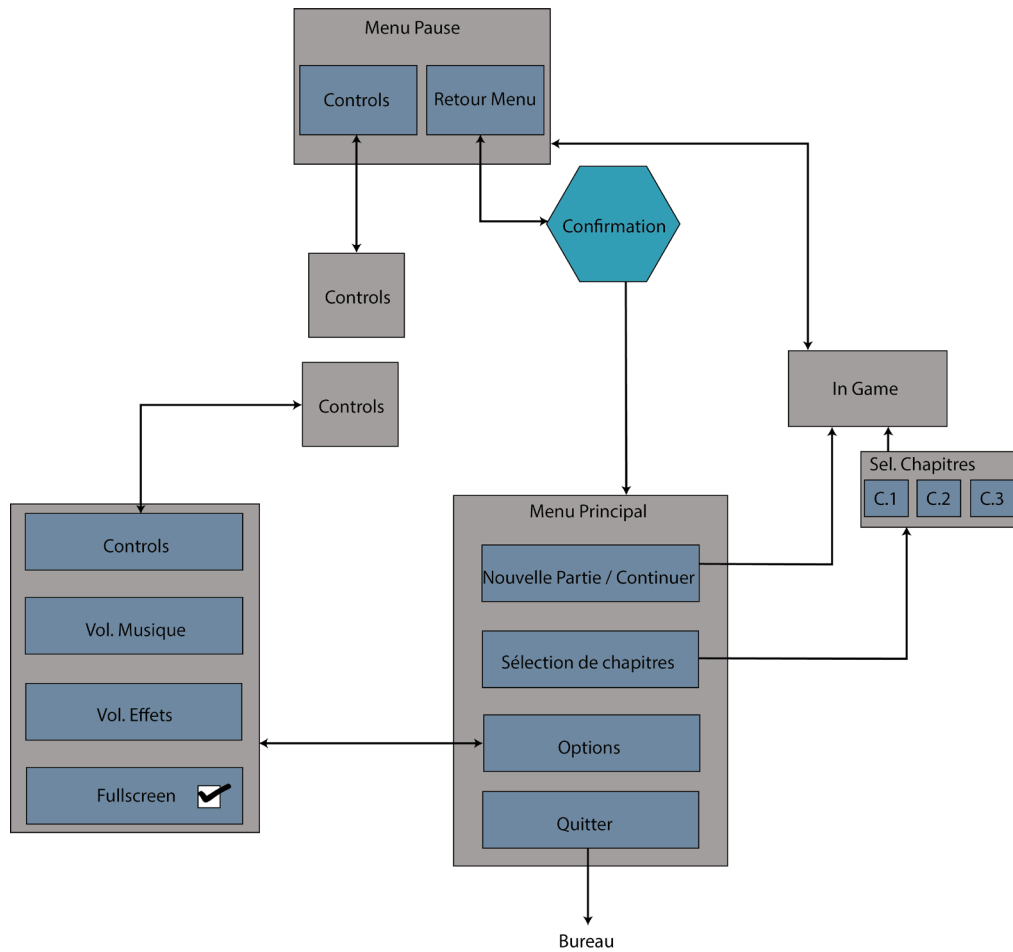 Menu Pause
Controls
Retour Menu
Confirmation
Controls
Controls
In Game
Sel. Chapitres
C.1
C.2
C.3
Controls
Vol. Musique
Vol. Effets
Fullscreen
Menu Principal
Nouvelle Partie / Continuer
Sélection de chapitres
Options
Quitter
Bureau